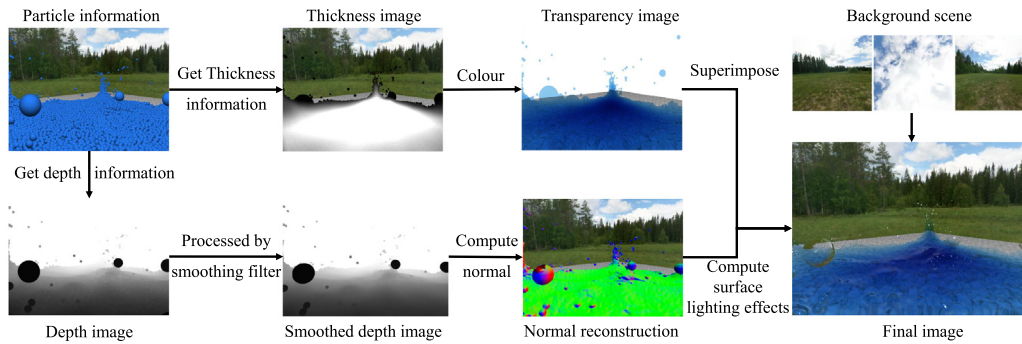 Particle information
Thickness image
Transparency image
Background scene
Get Thickness
information
Colour
Superimpose
Get depth information
Processed by
smoothing filter
Compute
normal
Compute
surface
lighting effects
Depth image
Smoothed depth image
Normal reconstruction
Final image